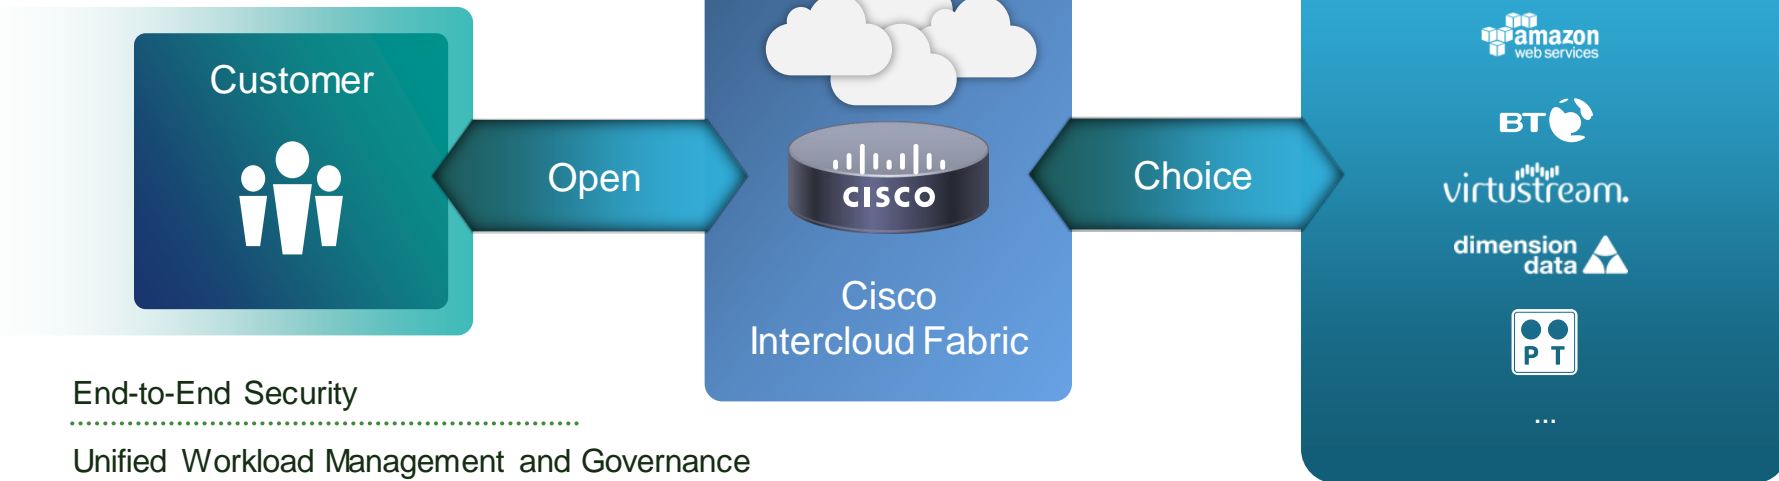 Customer
Open
CISCO
Cisco
Intercloud Fabric
Choice
amazon
web services
BT
virtustream.
dimension
data
PT
...
End-to-End Security
Unified Workload Management and Governance